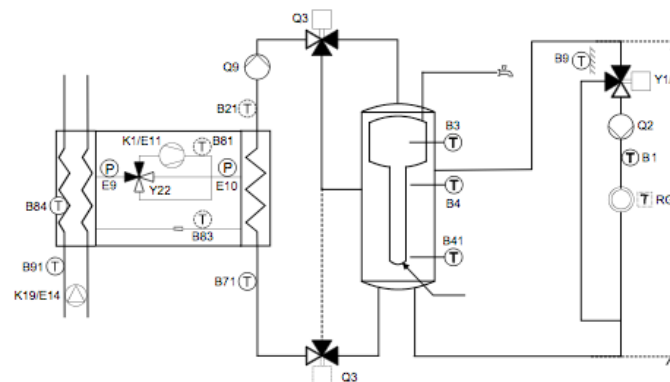 Q3
Q9
B9
T
Y1/
B21
T
K1/E11
T
B81
B3
T
Q2
P
P
T
B1
E9
Y22
E10
T
B84
T
B4
T
RG
T
B83
B41
T
B91
T
B71
T
K19/E14
Q3